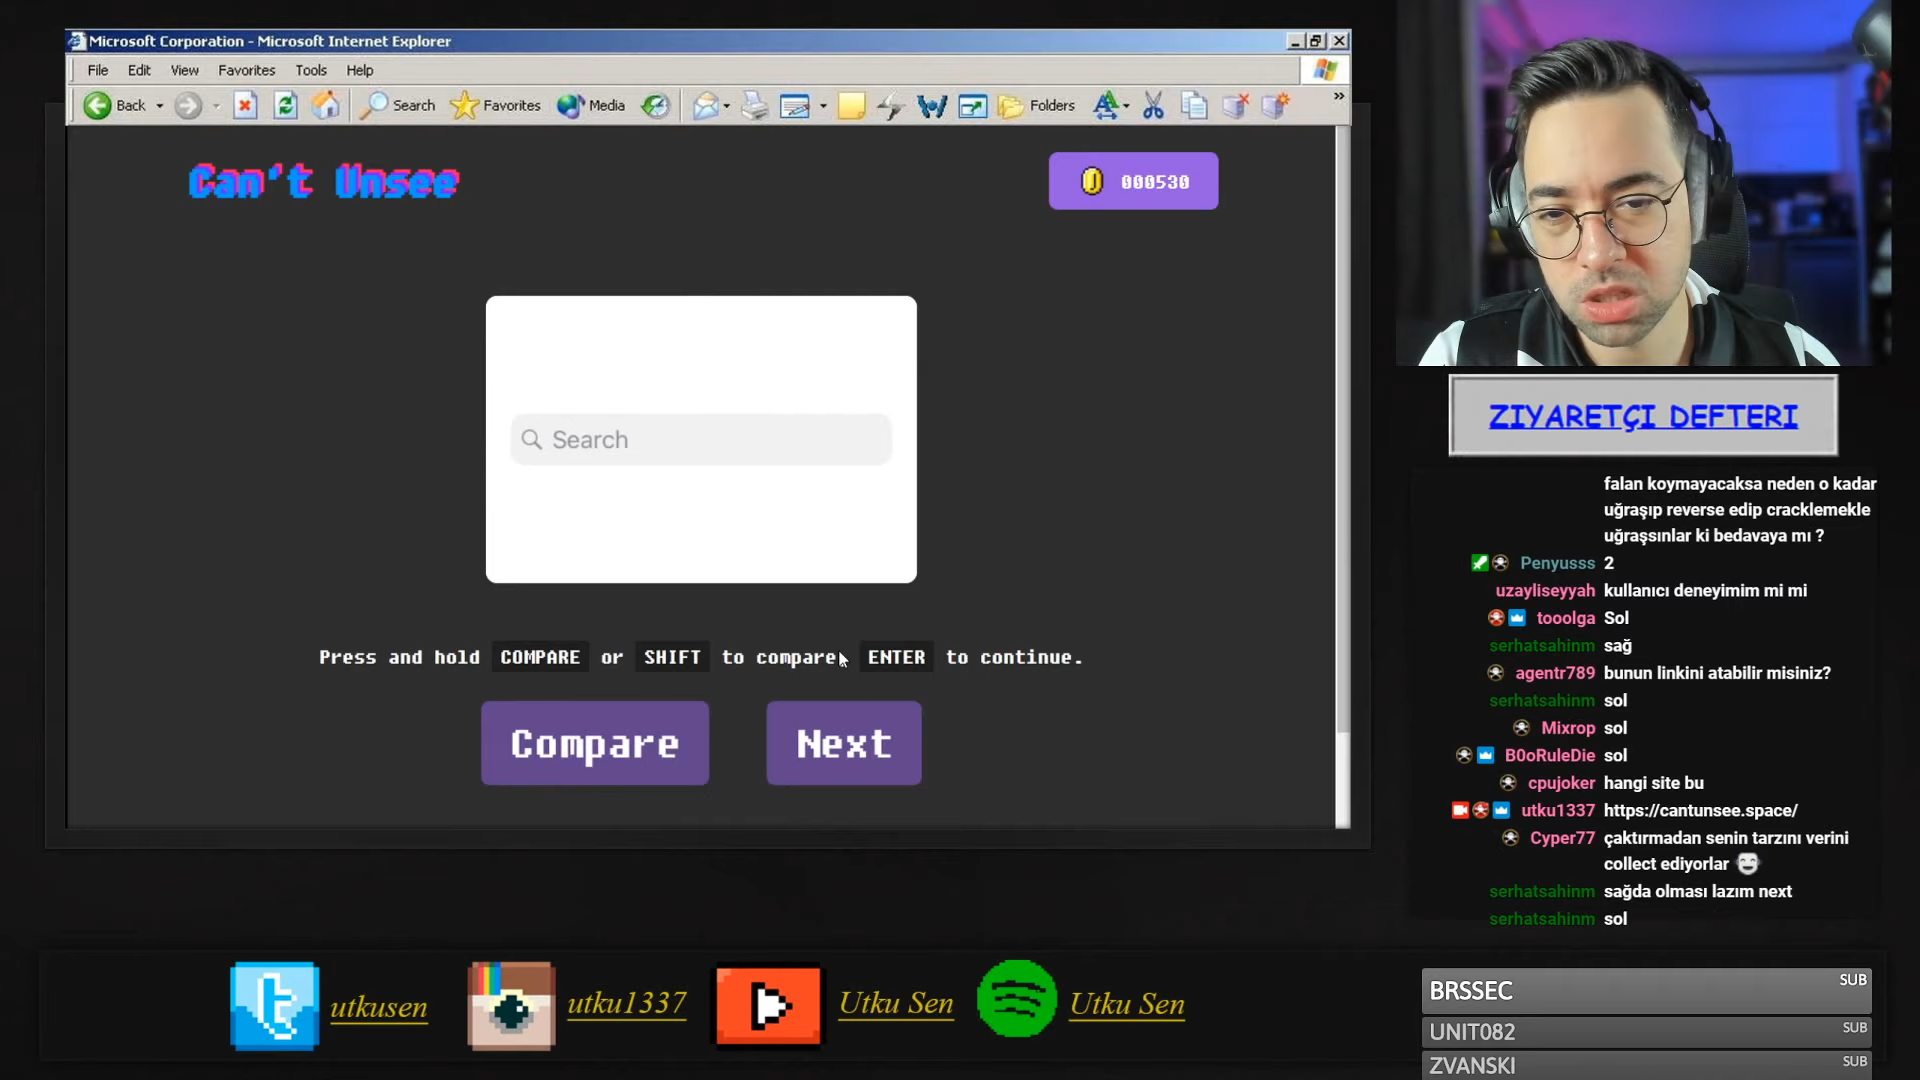 Microsoft Corporation - Microsoft Internet Explorer
File Edit View Favorites Tools Help
Back Search Favorites Media Folders
Can't Unsee
000530
Search
Press and hold COMPARE or SHIFT to compare, ENTER to continue.
Compare Next
ZIYARETÇI DEFTERI
falan koymayacaksa neden o kadar
uğraşıp reverse edip cracklemekle
uğraşsınlar ki bedavaya mı ?
Penyusss 2
uzayliseyyah kullanıcı deneyimim mi mi
tooolga Sol
serhatsahinm sağ
agentr789 bunun linkini atabilir misiniz?
serhatsahinm sol
Mixrop sol
B0oRuleDie sol
cpujoker hangi site bu
utku1337 https://cantunsee.space/
Cyper77 çaktırmadan senin tarzını verini
collect ediyorlar
serhatsahinm sağda olması lazım next
serhatsahinm sol
utkusen utku1337 Utku Sen Utku Sen
BRSSEC SUB
UNIT082 SUB
ZVANSKI SUB